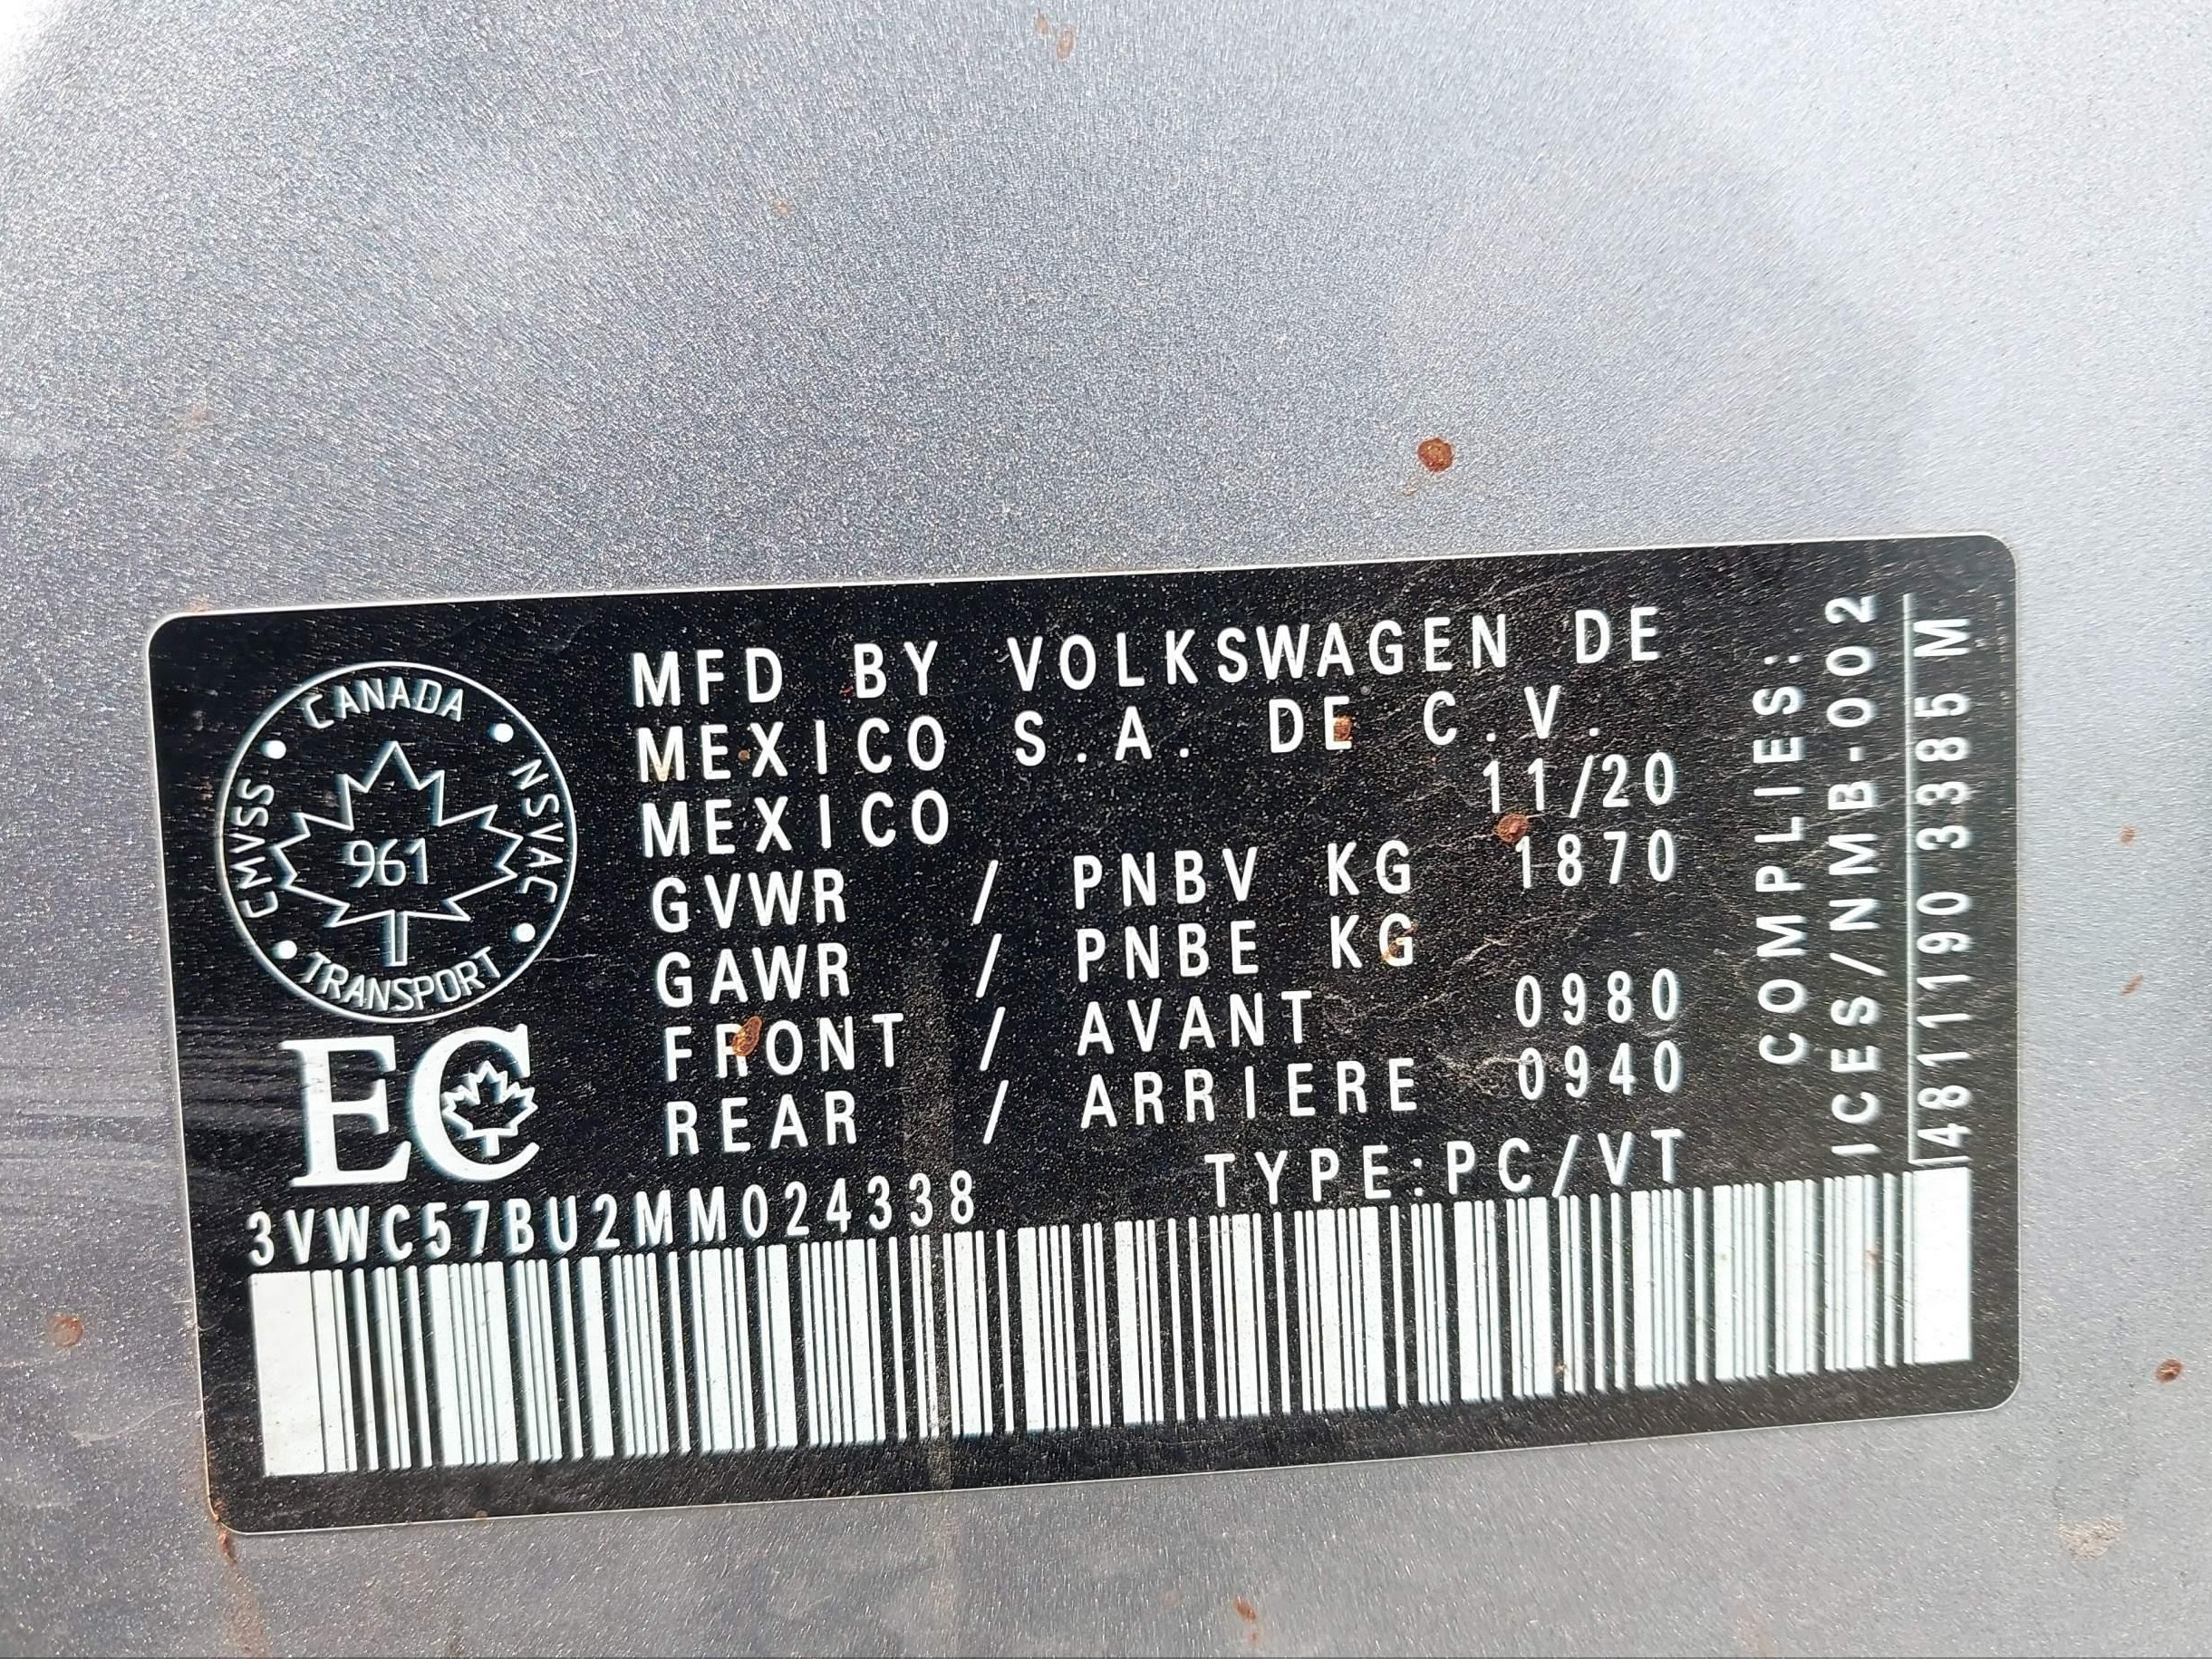 CANADA
CMVSS
NSVAC
961
TRANSPORT
EC
MFD BY VOLKSWAGEN DE
MEXICO S.A. DE C.V.
MEXICO 11/20
GVWR / PNBV KG 1870
GAWR / PNBE KG
FRONT / AVANT 0980
REAR / ARRIERE 0940
3VWC57BU2MM024338 TYPE:PC/VT
COMPLIES:
ICES/NMB-002
4811190 3385 M